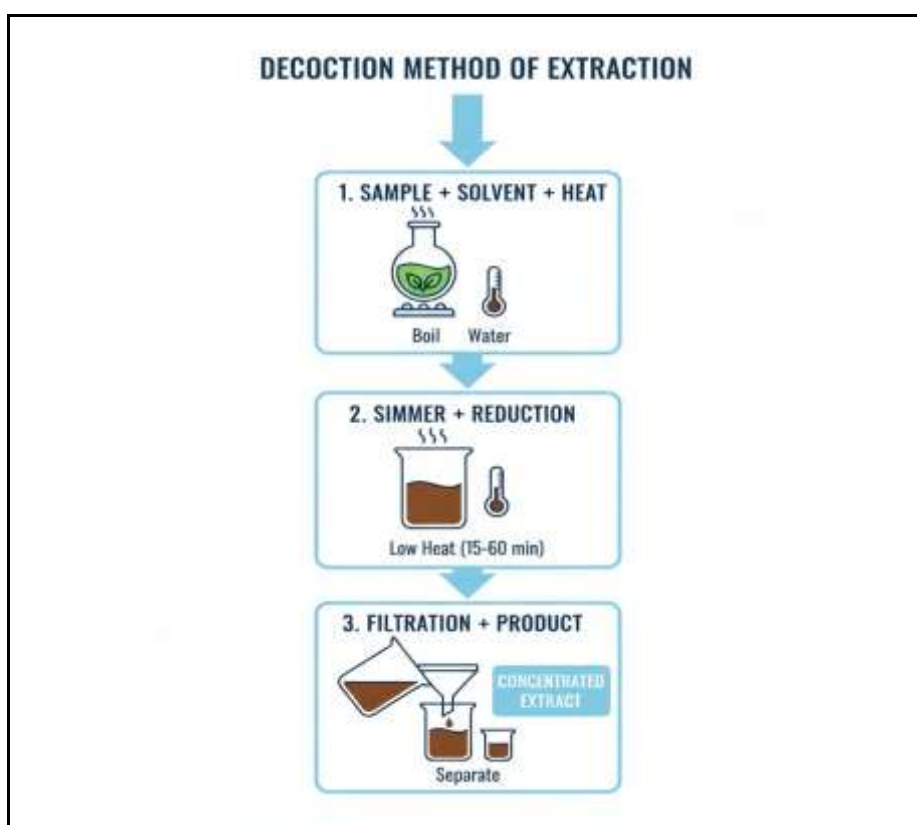 DECOCTION METHOD OF EXTRACTION
1. SAMPLE + SOLVENT + HEAT
Boil Water
2. SIMMER + REDUCTION
Low Heat (15-60 min)
3. FILTRATION + PRODUCT
CONCENTRATED
EXTRACT
Separate